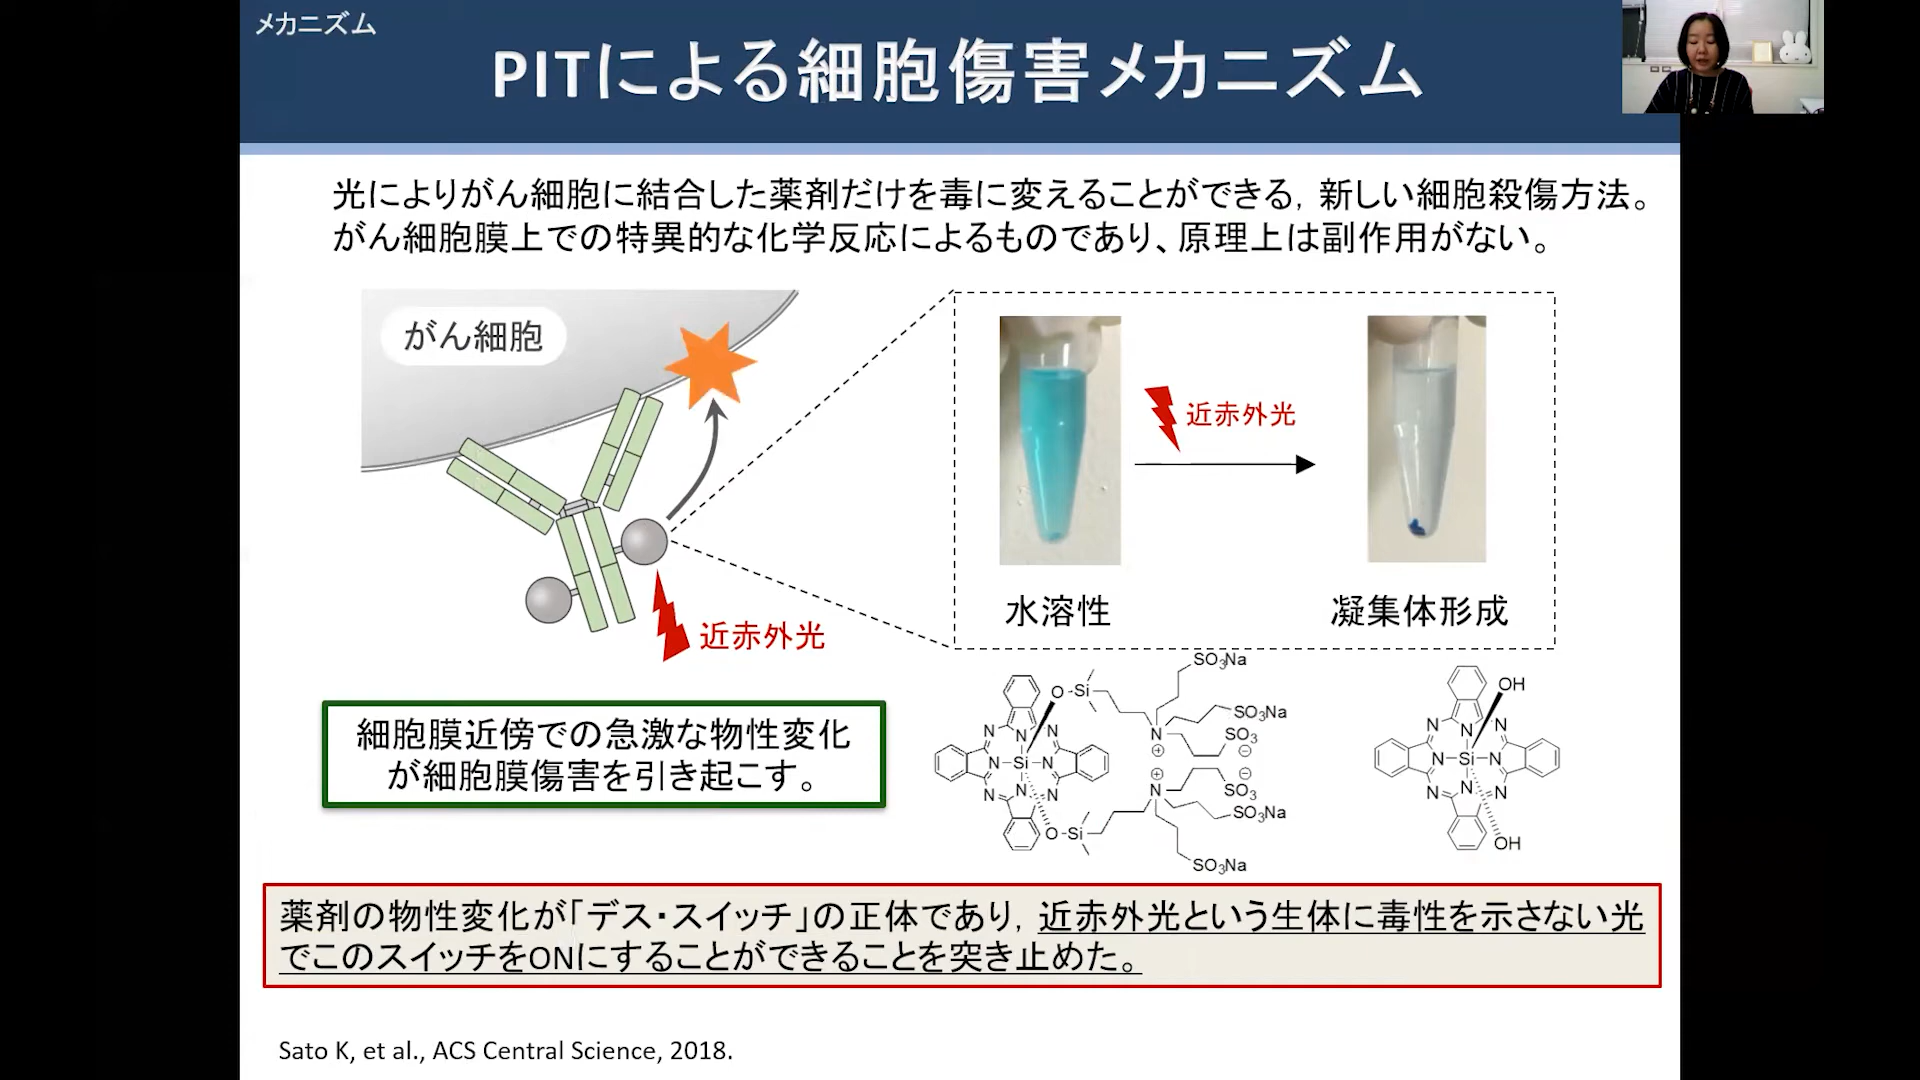 メカニズム
PITによる細胞傷害メカニズム
光によりがん細胞に結合した薬剤だけを毒に変えることができる，新しい細胞殺傷方法。
がん細胞膜上での特異的な化学反応によるものであり、原理上は副作用がない。
がん細胞
近赤外光
近赤外光
水溶性
凝集体形成
細胞膜近傍での急激な物性変化
が細胞膜傷害を引き起こす。
SO3Na
O-Si
SO3Na
N
SO3
N
N
N
N
Si
N
N
N
N
N
SO3
SO3Na
O-Si
SO3Na
OH
N
N
N
N
Si
N
N
N
N
OH
薬剤の物性変化が「デス・スイッチ」の正体であり，近赤外光という生体に毒性を示さない光
でこのスイッチをONにすることができることを突き止めた。
Sato K, et al., ACS Central Science, 2018.